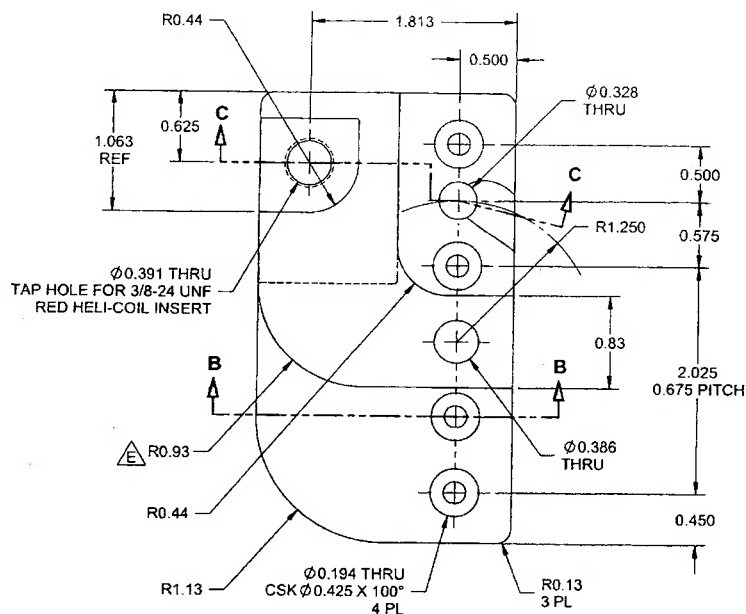 R0.44
1.813
0.500
Ø0.328
THRU
C
0.625
1.063
REF
0.500
C
R1.250
0.575
Ø0.391 THRU
TAP HOLE FOR 3/8-24 UNF
RED HELI-COIL INSERT
0.83
2.025
0.675 PITCH
B
B
E R0.93
Ø0.386
THRU
R0.44
0.450
R1.13
Ø0.194 THRU
CSK Ø0.425 X 100°
4 PL
R0.13
3 PL